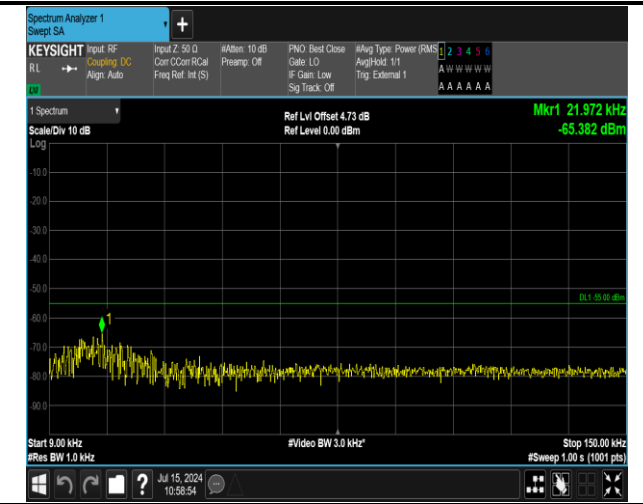 Spectrum Analyzer 1
Swept SA
+
KEYSIGHT
RL
Input: RF
Coupling: DC
Align: Auto
Input Z: 50 Ω
Corr CCorr RCal
Freq Ref: Int (S)
#Atten: 10 dB
Preamp: Off
PNO: Best Close
Gate: LO
IF Gain: Low
Sig Track: Off
#Avg Type: Power (RMS
Avg|Hold: 1/1
Trig: External 1
1 2 3 4 5 6
A W W W W W
A A A A A A
1 Spectrum
Scale/Div 10 dB
Log
Ref Lvl Offset 4.73 dB
Ref Level 0.00 dBm
Mkr1 21.972 kHz
-65.382 dBm
-10.0
-20.0
-30.0
-40.0
-50.0
DL1 -55.00 dBm
-60.0
1
-70.0
-80.0
-90.0
Start 9.00 kHz
#Res BW 1.0 kHz
#Video BW 3.0 kHz*
Stop 150.00 kHz
#Sweep 1.00 s (1001 pts)
?
Jul 15, 2024
10:58:54